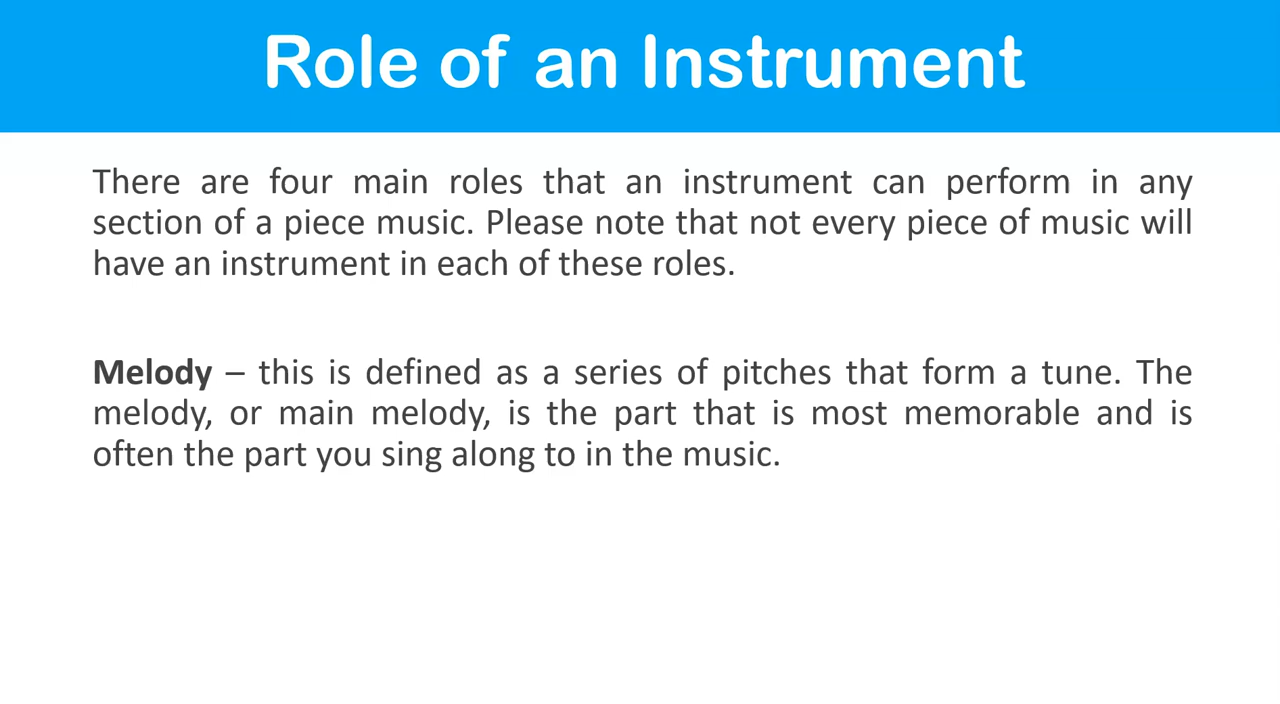 Role of an Instrument
There are four main roles that an instrument can perform in any
section of a piece music. Please note that not every piece of music will
have an instrument in each of these roles.
Melody – this is defined as a series of pitches that form a tune. The
melody, or main melody, is the part that is most memorable and is
often the part you sing along to in the music.